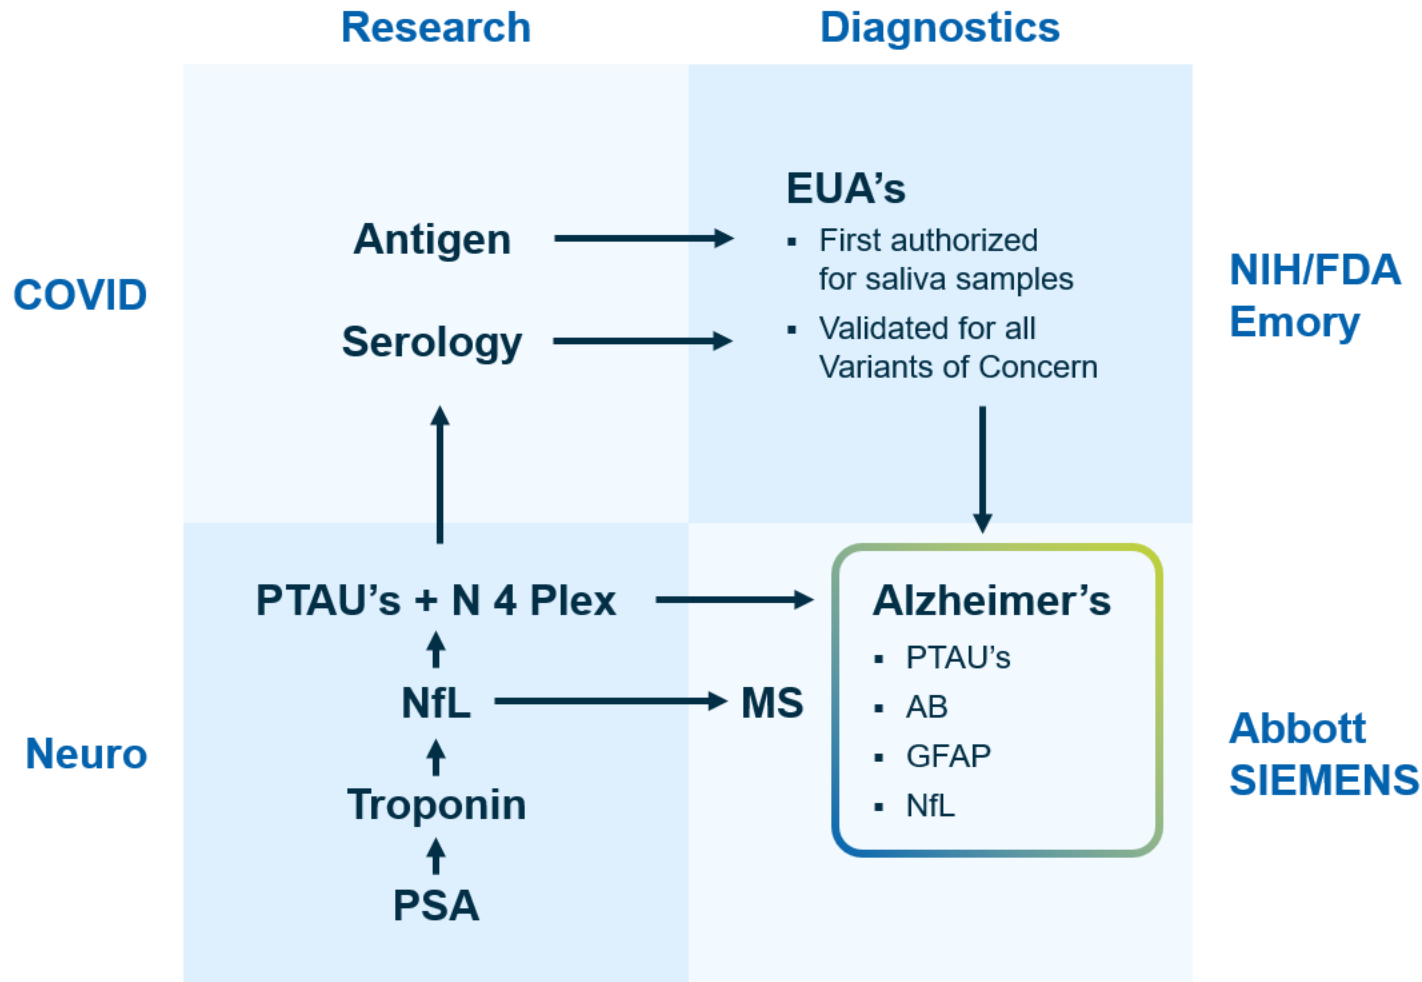 Research
Diagnostics
COVID
Antigen
Serology
EUA’s
▪ First authorized
for saliva samples
▪ Validated for all
Variants of Concern
NIH/FDA
Emory
Neuro
PTAU’s + N 4 Plex
NfL
Troponin
PSA
MS
Alzheimer’s
▪ PTAU’s
▪ AB
▪ GFAP
▪ NfL
Abbott
SIEMENS